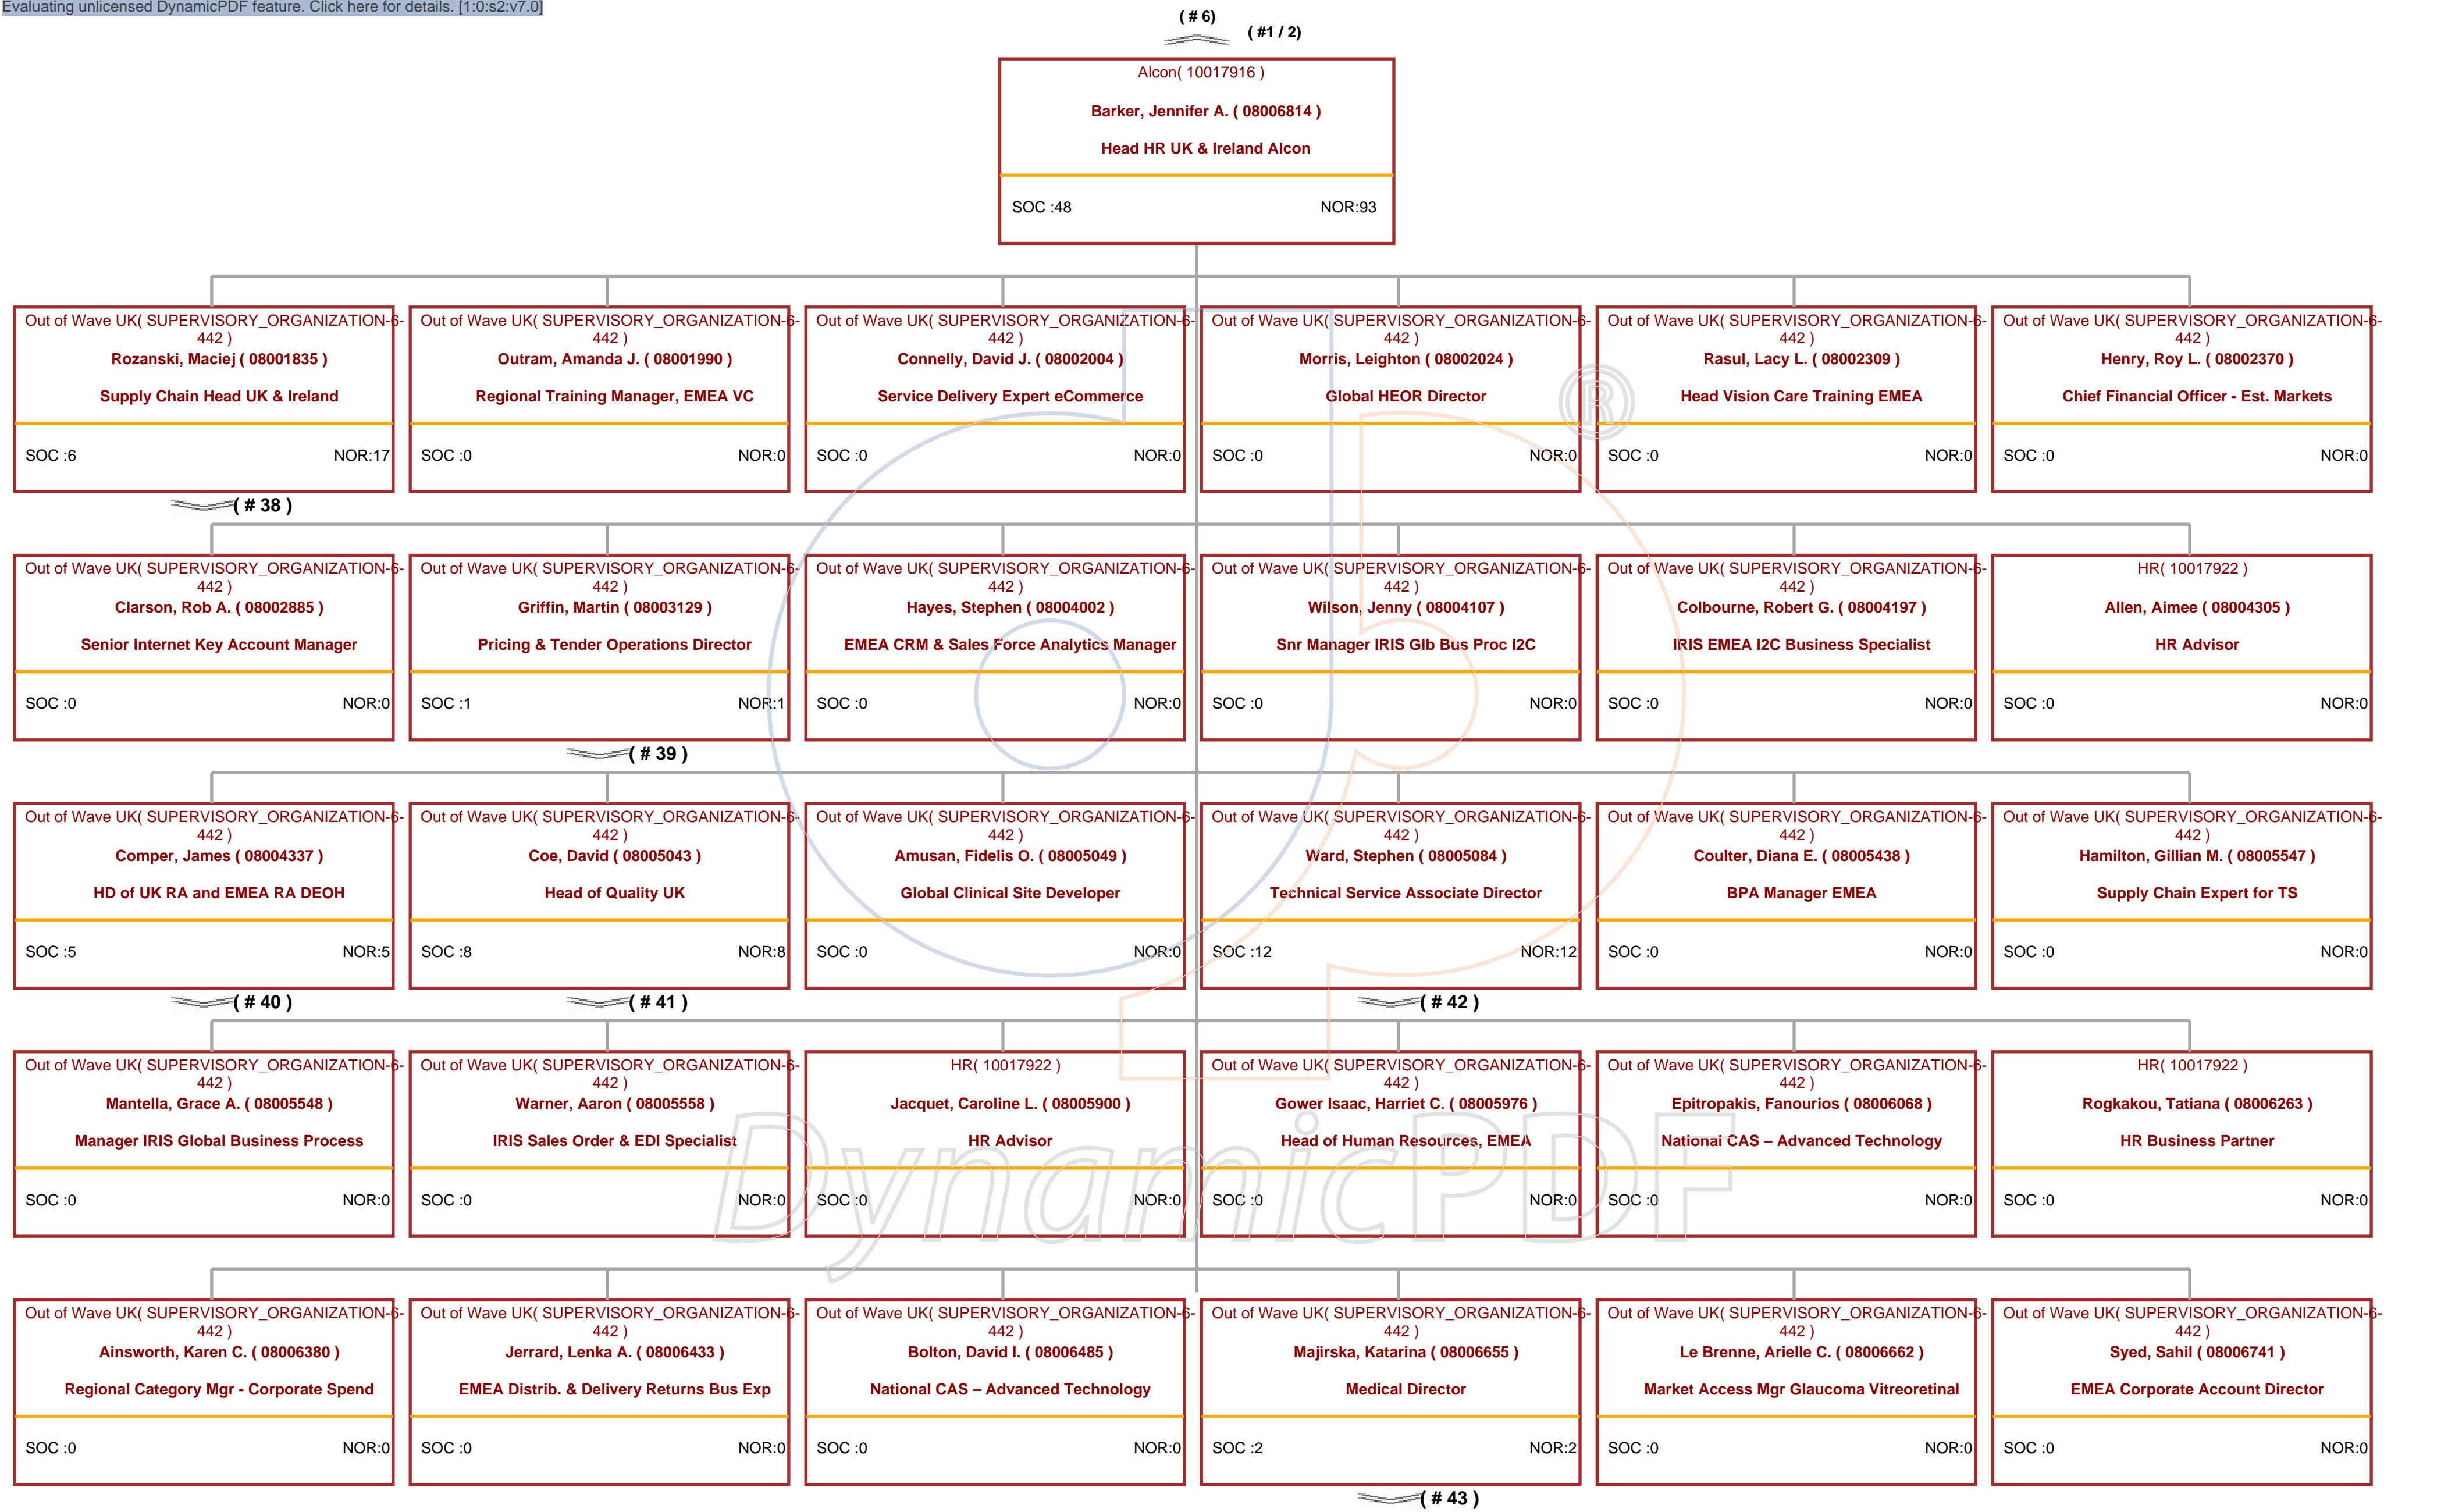 Evaluating unlicensed DynamicPDF feature. Click here for details. [1:0:s2:v7.0]
( # 6)
( #1 / 2)
Alcon( 10017916 )
Barker, Jennifer A. ( 08006814 )
Head HR UK & Ireland Alcon
SOC :48 NOR:93
Out of Wave UK( SUPERVISORY_ORGANIZATION-6-
442 )
Rozanski, Maciej ( 08001835 )
Supply Chain Head UK & Ireland
SOC :6 NOR:17
( # 38 )
Out of Wave UK( SUPERVISORY_ORGANIZATION-6-
442 )
Outram, Amanda J. ( 08001990 )
Regional Training Manager, EMEA VC
SOC :0 NOR:0
Out of Wave UK( SUPERVISORY_ORGANIZATION-6-
442 )
Connelly, David J. ( 08002004 )
Service Delivery Expert eCommerce
SOC :0 NOR:0
Out of Wave UK( SUPERVISORY_ORGANIZATION-6-
442 )
Morris, Leighton ( 08002024 )
Global HEOR Director
SOC :0 NOR:0
Out of Wave UK( SUPERVISORY_ORGANIZATION-6-
442 )
Rasul, Lacy L. ( 08002309 )
Head Vision Care Training EMEA
SOC :0 NOR:0
Out of Wave UK( SUPERVISORY_ORGANIZATION-6-
442 )
Henry, Roy L. ( 08002370 )
Chief Financial Officer - Est. Markets
SOC :0 NOR:0
Out of Wave UK( SUPERVISORY_ORGANIZATION-6-
442 )
Clarson, Rob A. ( 08002885 )
Senior Internet Key Account Manager
SOC :0 NOR:0
Out of Wave UK( SUPERVISORY_ORGANIZATION-6-
442 )
Griffin, Martin ( 08003129 )
Pricing & Tender Operations Director
SOC :1 NOR:1
( # 39 )
Out of Wave UK( SUPERVISORY_ORGANIZATION-6-
442 )
Hayes, Stephen ( 08004002 )
EMEA CRM & Sales Force Analytics Manager
SOC :0 NOR:0
Out of Wave UK( SUPERVISORY_ORGANIZATION-6-
442 )
Wilson, Jenny ( 08004107 )
Snr Manager IRIS Glb Bus Proc I2C
SOC :0 NOR:0
Out of Wave UK( SUPERVISORY_ORGANIZATION-6-
442 )
Colbourne, Robert G. ( 08004197 )
IRIS EMEA I2C Business Specialist
SOC :0 NOR:0
HR( 10017922 )
Allen, Aimee ( 08004305 )
HR Advisor
SOC :0 NOR:0
Out of Wave UK( SUPERVISORY_ORGANIZATION-6-
442 )
Comper, James ( 08004337 )
HD of UK RA and EMEA RA DEOH
SOC :5 NOR:5
( # 40 )
Out of Wave UK( SUPERVISORY_ORGANIZATION-6-
442 )
Coe, David ( 08005043 )
Head of Quality UK
SOC :8 NOR:8
( # 41 )
Out of Wave UK( SUPERVISORY_ORGANIZATION-6-
442 )
Amusan, Fidelis O. ( 08005049 )
Global Clinical Site Developer
SOC :0 NOR:0
Out of Wave UK( SUPERVISORY_ORGANIZATION-6-
442 )
Ward, Stephen ( 08005084 )
Technical Service Associate Director
SOC :12 NOR:12
( # 42 )
Out of Wave UK( SUPERVISORY_ORGANIZATION-6-
442 )
Coulter, Diana E. ( 08005438 )
BPA Manager EMEA
SOC :0 NOR:0
Out of Wave UK( SUPERVISORY_ORGANIZATION-6-
442 )
Hamilton, Gillian M. ( 08005547 )
Supply Chain Expert for TS
SOC :0 NOR:0
Out of Wave UK( SUPERVISORY_ORGANIZATION-6-
442 )
Mantella, Grace A. ( 08005548 )
Manager IRIS Global Business Process
SOC :0 NOR:0
Out of Wave UK( SUPERVISORY_ORGANIZATION-6-
442 )
Warner, Aaron ( 08005558 )
IRIS Sales Order & EDI Specialist
SOC :0 NOR:0
HR( 10017922 )
Jacquet, Caroline L. ( 08005900 )
HR Advisor
SOC :0 NOR:0
Out of Wave UK( SUPERVISORY_ORGANIZATION-6-
442 )
Gower Isaac, Harriet C. ( 08005976 )
Head of Human Resources, EMEA
SOC :0 NOR:0
Out of Wave UK( SUPERVISORY_ORGANIZATION-6-
442 )
Epitropakis, Fanourios ( 08006068 )
National CAS – Advanced Technology
SOC :0 NOR:0
HR( 10017922 )
Rogkakou, Tatiana ( 08006263 )
HR Business Partner
SOC :0 NOR:0
Out of Wave UK( SUPERVISORY_ORGANIZATION-6-
442 )
Ainsworth, Karen C. ( 08006380 )
Regional Category Mgr - Corporate Spend
SOC :0 NOR:0
Out of Wave UK( SUPERVISORY_ORGANIZATION-6-
442 )
Jerrard, Lenka A. ( 08006433 )
EMEA Distrib. & Delivery Returns Bus Exp
SOC :0 NOR:0
Out of Wave UK( SUPERVISORY_ORGANIZATION-6-
442 )
Bolton, David I. ( 08006485 )
National CAS – Advanced Technology
SOC :0 NOR:0
Out of Wave UK( SUPERVISORY_ORGANIZATION-6-
442 )
Majirska, Katarina ( 08006655 )
Medical Director
SOC :2 NOR:2
( # 43 )
Out of Wave UK( SUPERVISORY_ORGANIZATION-6-
442 )
Le Brenne, Arielle C. ( 08006662 )
Market Access Mgr Glaucoma Vitreoretinal
SOC :0 NOR:0
Out of Wave UK( SUPERVISORY_ORGANIZATION-6-
442 )
Syed, Sahil ( 08006741 )
EMEA Corporate Account Director
SOC :0 NOR:0
®
DynamicPDF